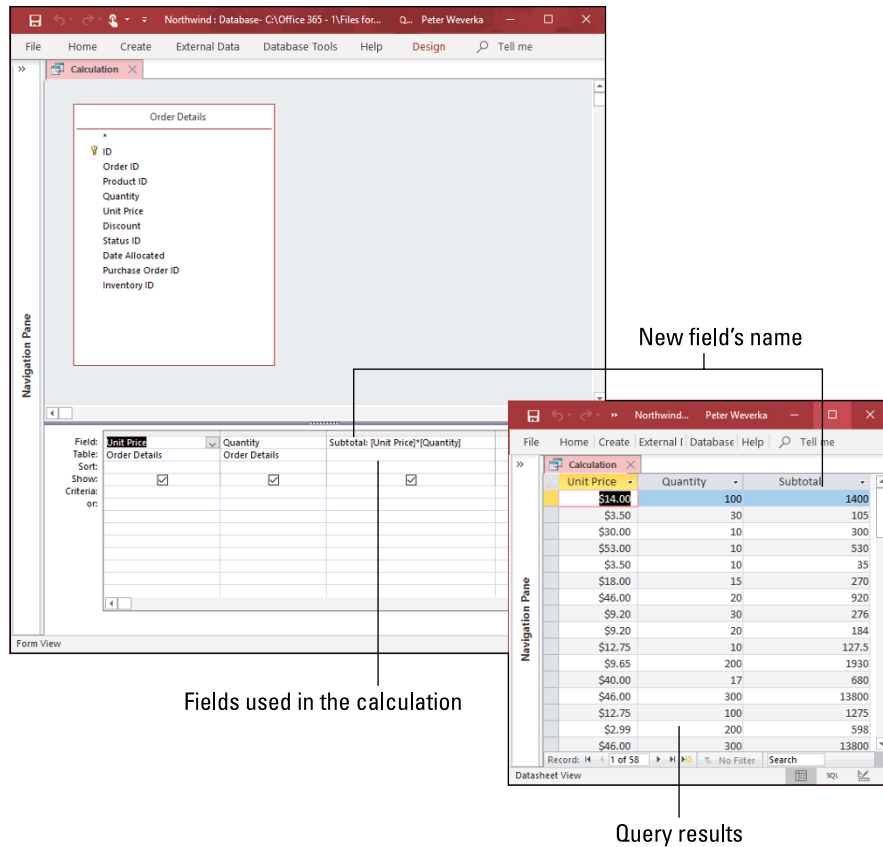 Northwind : Database- C:\Office 365 - 1\Files for... Q... Peter Weverka
File Home Create External Data Database Tools Help Design Tell me
Calculation
Order Details
*
ID
Order ID
Product ID
Quantity
Unit Price
Discount
Status ID
Date Allocated
Purchase Order ID
Inventory ID
Navigation Pane
New field's name
Field: Unit Price Quantity Subtotal: [Unit Price]*[Quantity]
Table: Order Details Order Details
Sort:
Show:
Criteria:
or:
Form View
Fields used in the calculation
Northwind... Peter Weverka
File Home Create External D Database Help Tell me
Calculation
Unit Price Quantity Subtotal
$14.00 100 1400
$3.50 30 105
$30.00 10 300
$53.00 10 530
$3.50 10 35
$18.00 15 270
$46.00 20 920
$9.20 30 276
$9.20 20 184
$12.75 10 127.5
$9.65 200 1930
$40.00 17 680
$46.00 300 13800
$12.75 100 1275
$2.99 200 598
$46.00 300 13800
Navigation Pane
Record: 1 of 58 No Filter Search
Datasheet View SQL
Query results